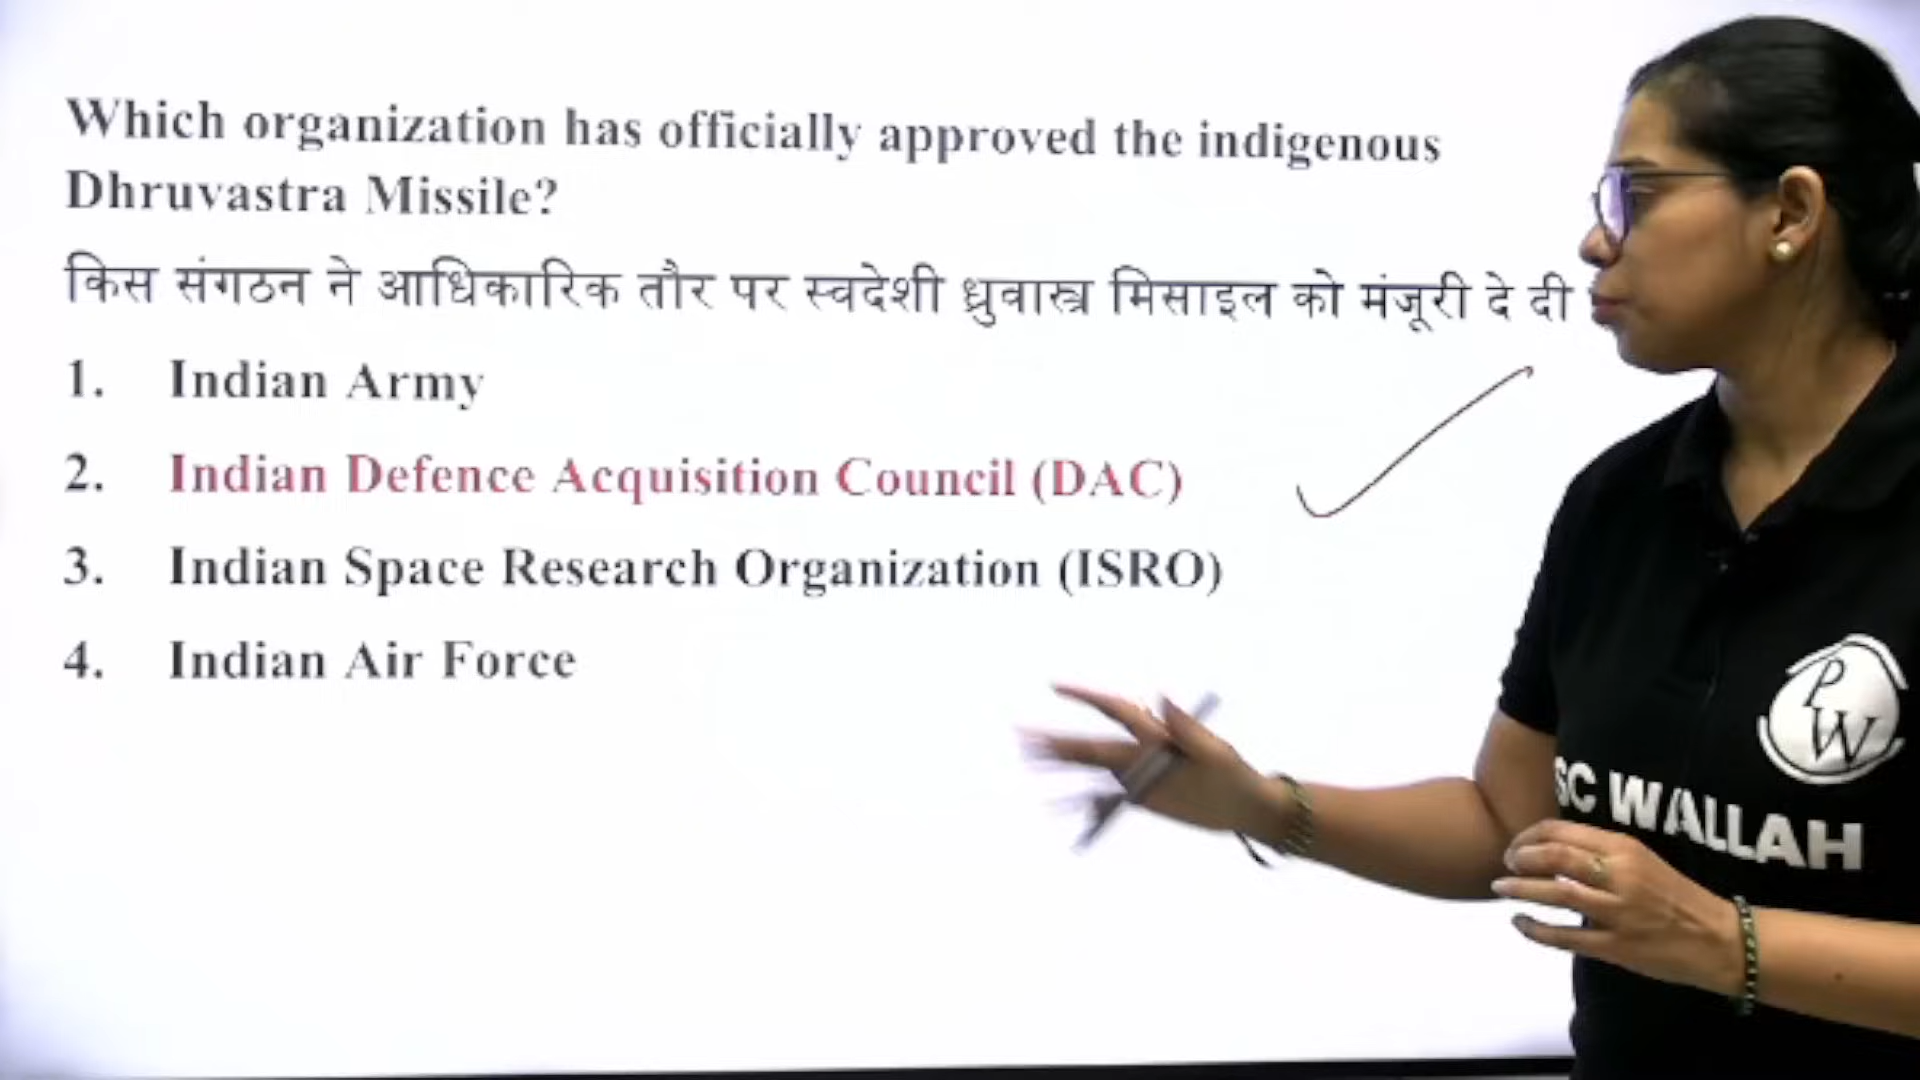 Which organization has officially approved the indigenous
Dhruvastra Missile?
किस संगठन ने आधिकारिक तौर पर स्वदेशी ध्रुवास्त्र मिसाइल को मंजूरी दे दी
1. Indian Army
2. Indian Defence Acquisition Council (DAC)
3. Indian Space Research Organization (ISRO)
4. Indian Air Force
PW
SC WALLAH